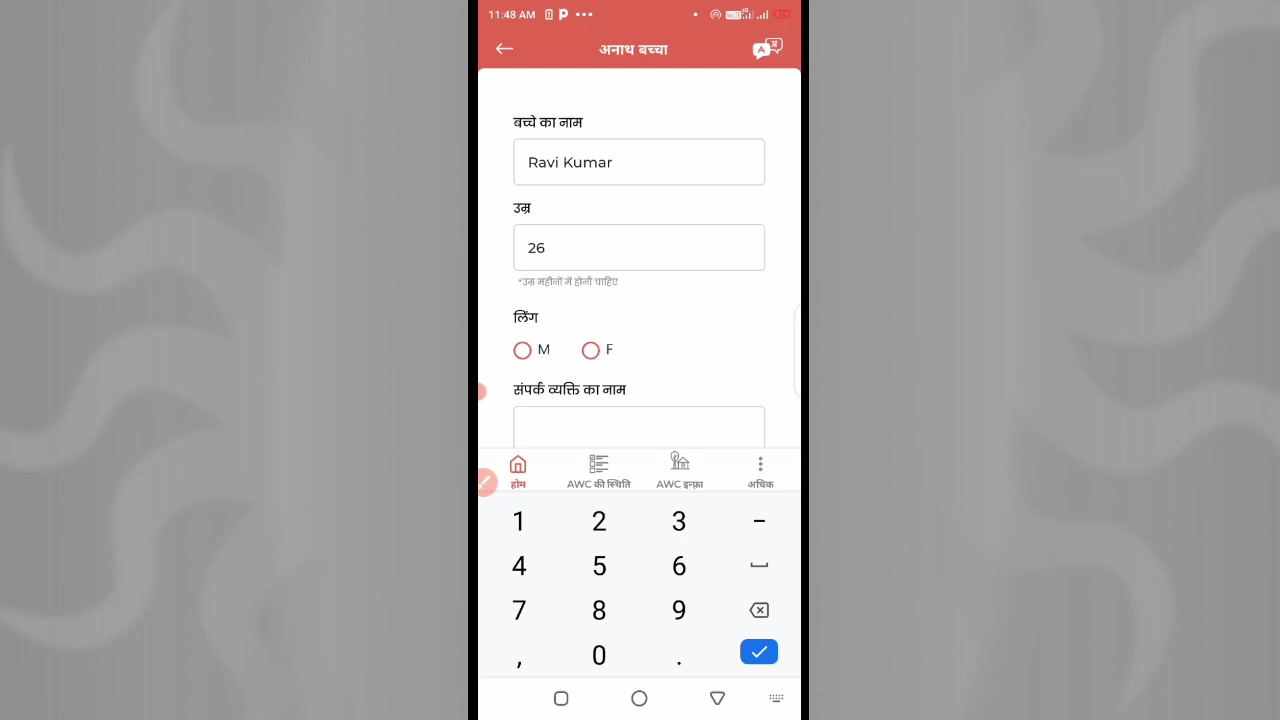 11:48 AM
अनाथ बच्चा
बच्चे का नाम
Ravi Kumar
उम्र
26
*उम्र महीनों में होनी चाहिए
लिंग
M F
संपर्क व्यक्ति का नाम
होम AWC की स्थिति AWC इन्फ्रा अधिक
1 2 3 -
4 5 6
7 8 9
, 0 .